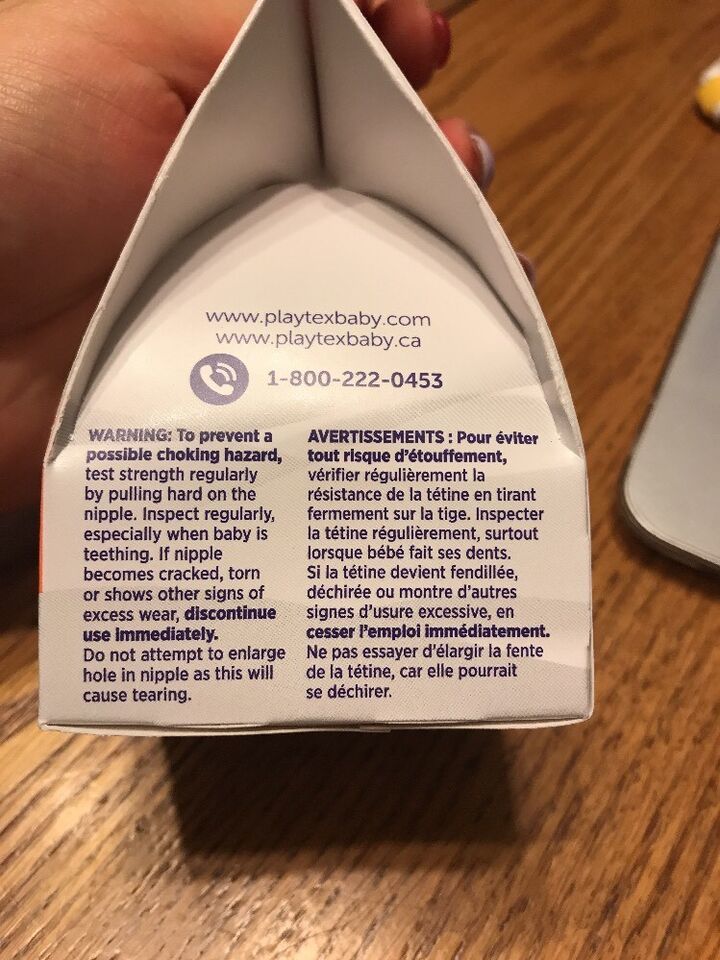 www.playtexbaby.com
www.playtexbaby.ca
1-800-222-0453
WARNING: To prevent a
possible choking hazard,
test strength regularly
by pulling hard on the
nipple. Inspect regularly,
especially when baby is
teething. If nipple
becomes cracked, torn
or shows other signs of
excess wear, discontinue
use immediately.
Do not attempt to enlarge
hole in nipple as this will
cause tearing.
AVERTISSEMENTS : Pour éviter
tout risque d'étouffement,
vérifier régulièrement la
résistance de la tétine en tirant
fermement sur la tige. Inspecter
la tétine régulièrement, surtout
lorsque bébé fait ses dents.
Si la tétine devient fendillée,
déchirée ou montre d'autres
signes d'usure excessive, en
cesser l'emploi immédiatement.
Ne pas essayer d'élargir la fente
de la tétine, car elle pourrait
se déchirer.